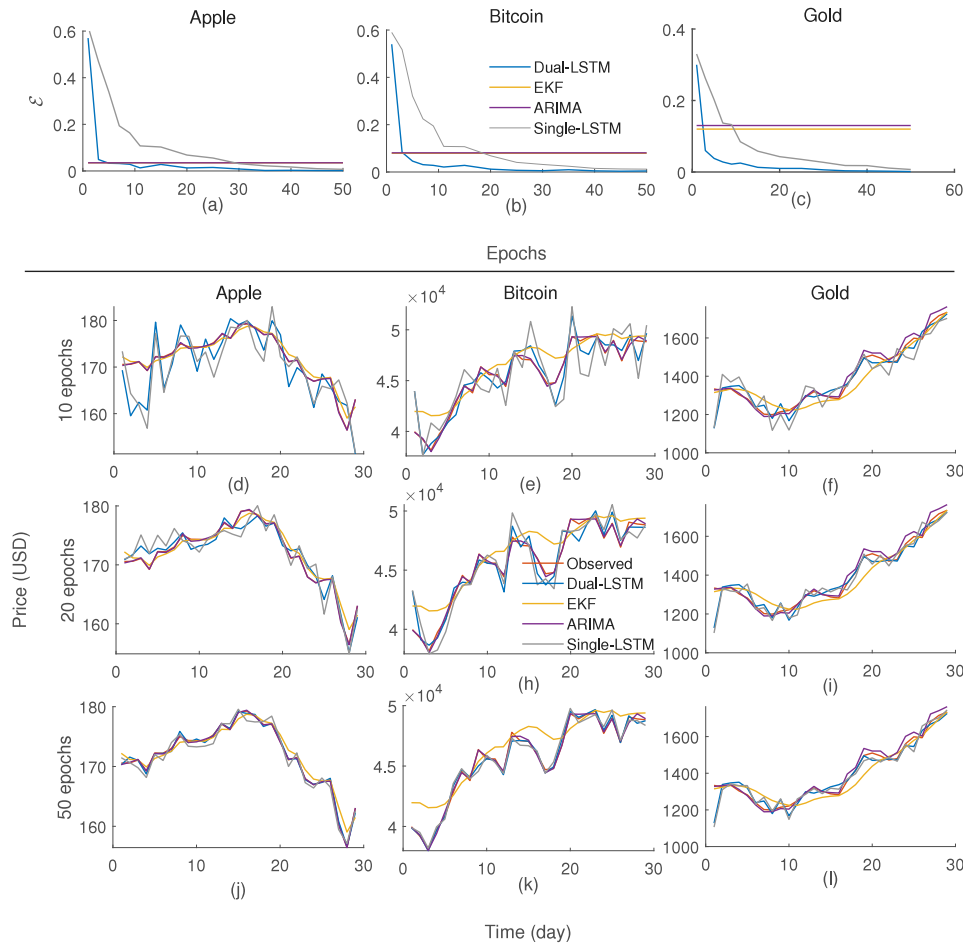 Apple
Bitcoin
Gold
0.6
0.4
0.2
0
ℰ
0 10 20 30 40 50
(a)
0.6
0.4
0.2
0
0 10 20 30 40 50
(b)
Dual-LSTM
EKF
ARIMA
Single-LSTM
0.6
0.4
0.2
0
0 20 40 60
(c)
Epochs
Apple
Bitcoin
Gold
Price (USD)
10 epochs
180
170
160
0 10 20 30
(d)
×10⁴
5
4.5
4
0 10 20 30
(e)
1600
1400
1200
1000
0 10 20 30
(f)
20 epochs
180
170
160
0 10 20 30
×10⁴
5
4.5
4
0 10 20 30
(h)
Observed
Dual-LSTM
EKF
ARIMA
Single-LSTM
1600
1400
1200
1000
0 10 20 30
(i)
50 epochs
180
170
160
0 10 20 30
(j)
×10⁴
5
4.5
4
0 10 20 30
(k)
1600
1400
1200
1000
0 10 20 30
(l)
Time (day)